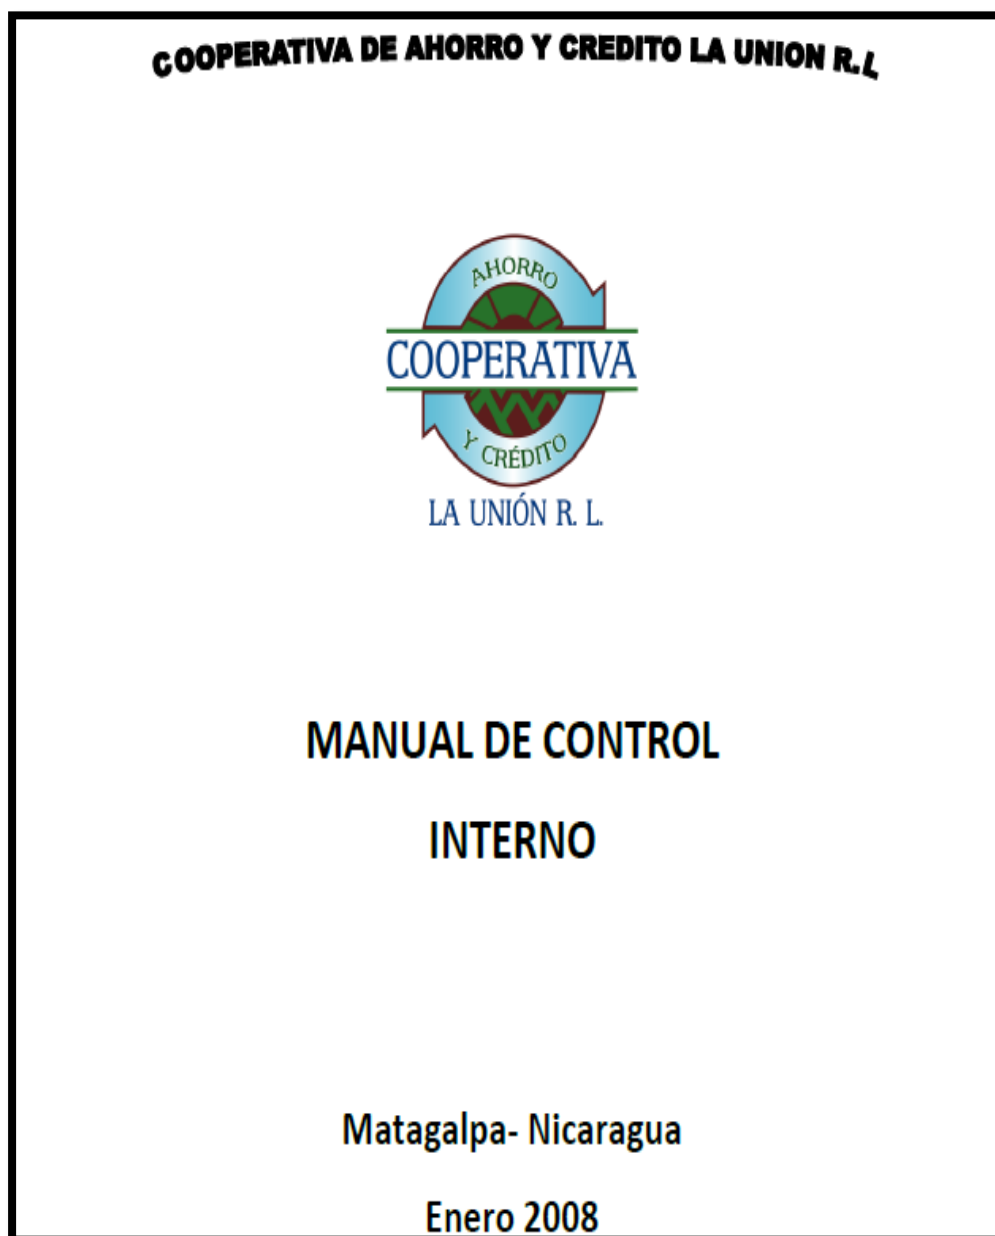 COOPERATIVA DE AHORRO Y CREDITO LA UNION R.L
AHORRO
COOPERATIVA
Y CRÉDITO
LA UNIÓN R. L.
MANUAL DE CONTROL
INTERNO
Matagalpa- Nicaragua
Enero 2008